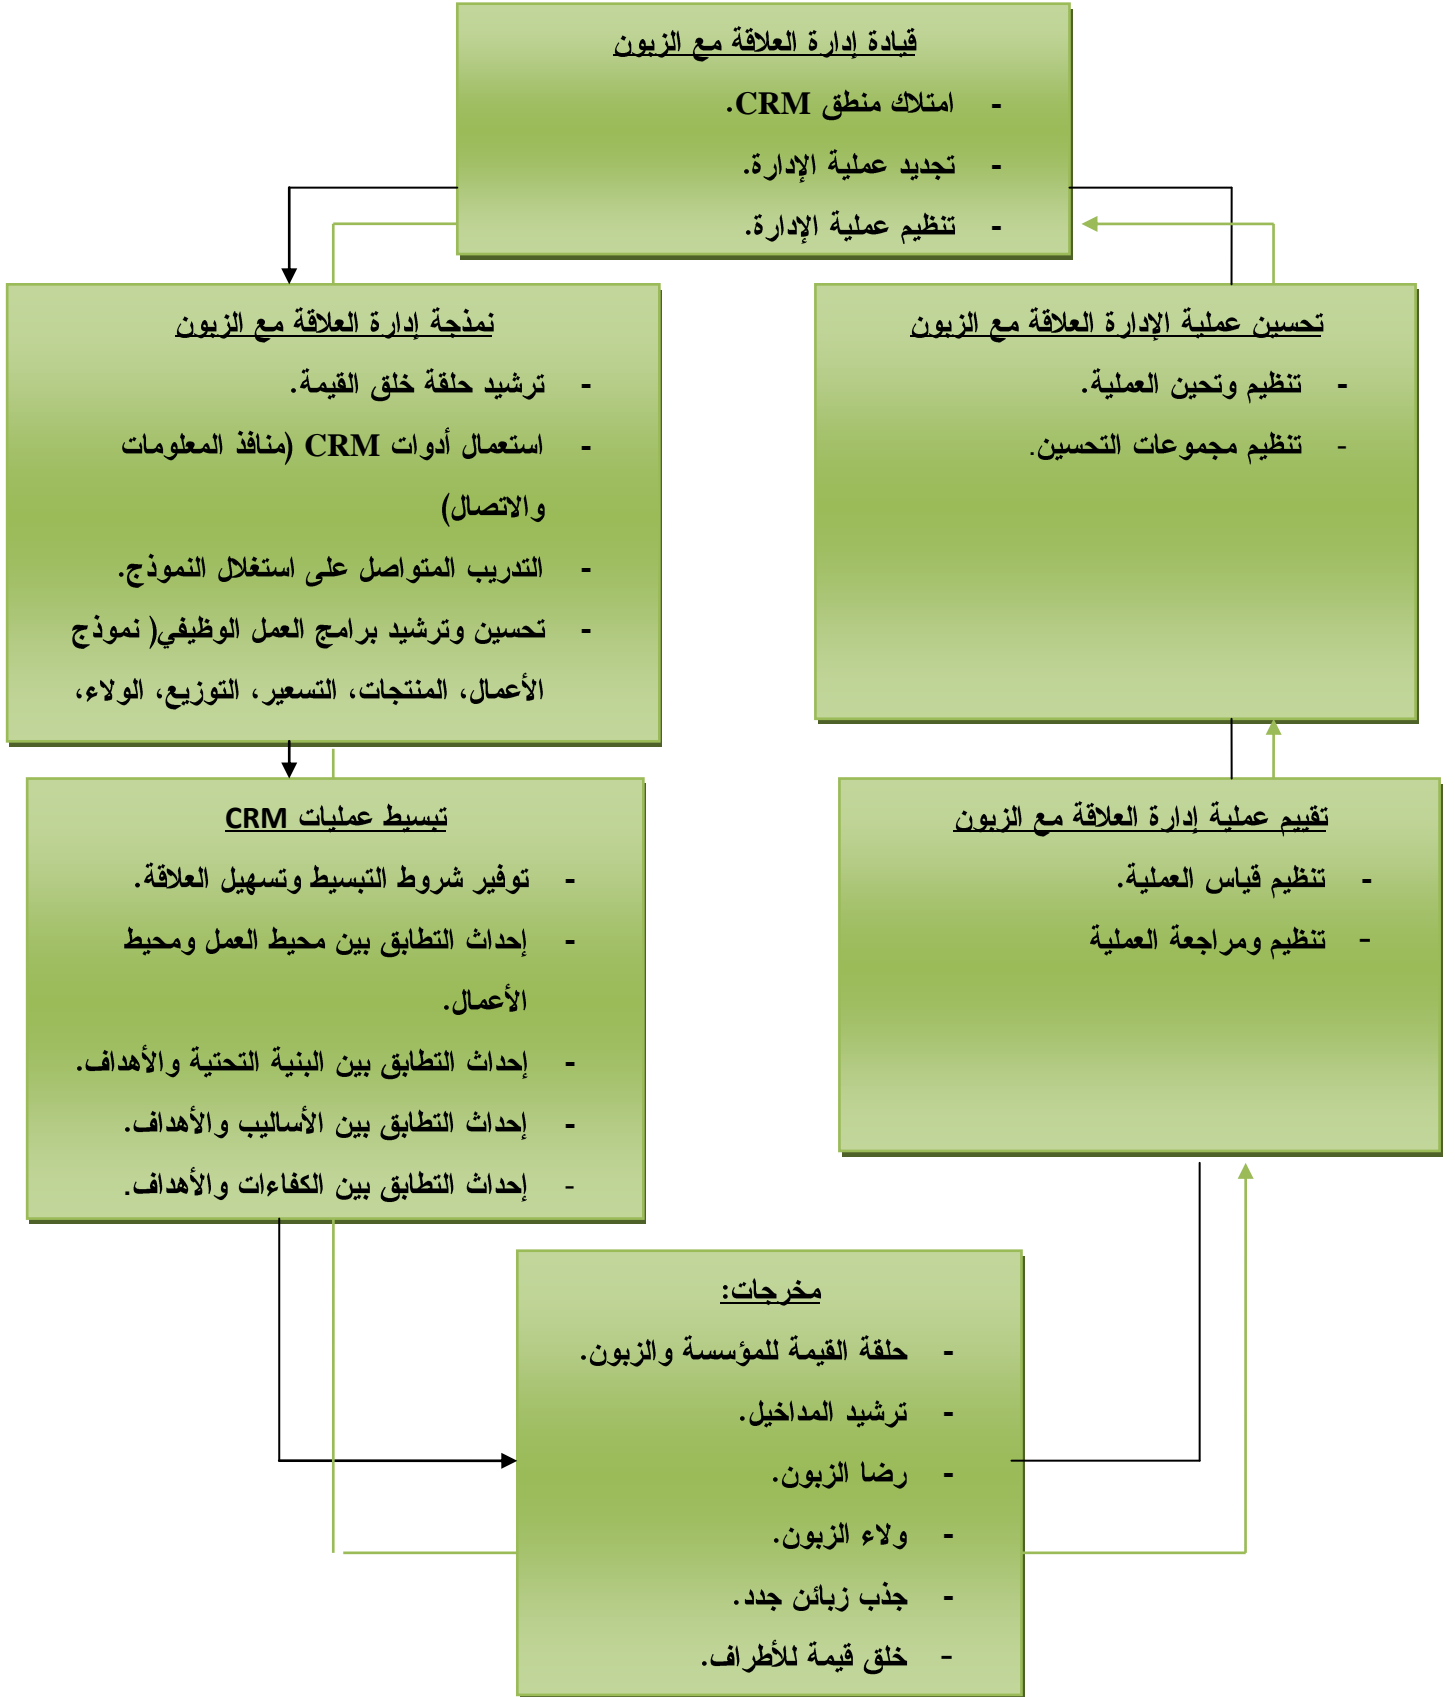 قيادة إدارة العلاقة مع الزبون
- امتلاك منطق CRM.
- تجديد عملية الإدارة.
- تنظيم عملية الإدارة.
تحسين عملية الإدارة العلاقة مع الزبون
- تنظيم وتحين العملية.
- تنظيم مجموعات التحسين.
نمذجة إدارة العلاقة مع الزبون
- ترشيد حلقة خلق القيمة.
- استعمال أدوات CRM (منافذ المعلومات
والاتصال)
- التدريب المتواصل على استغلال النموذج.
- تحسين وترشيد برامج العمل الوظيفي( نموذج
الأعمال، المنتجات، التسعير، التوزيع، الولاء،
تقييم عملية إدارة العلاقة مع الزبون
- تنظيم قياس العملية.
- تنظيم ومراجعة العملية
تبسيط عمليات CRM
- توفير شروط التبسيط وتسهيل العلاقة.
- إحداث التطابق بين محيط العمل ومحيط
الأعمال.
- إحداث التطابق بين البنية التحتية والأهداف.
- إحداث التطابق بين الأساليب والأهداف.
- إحداث التطابق بين الكفاءات والأهداف.
مخرجات:
- حلقة القيمة للمؤسسة والزبون.
- ترشيد المداخيل.
- رضا الزبون.
- ولاء الزبون.
- جذب زبائن جدد.
- خلق قيمة للأطراف.